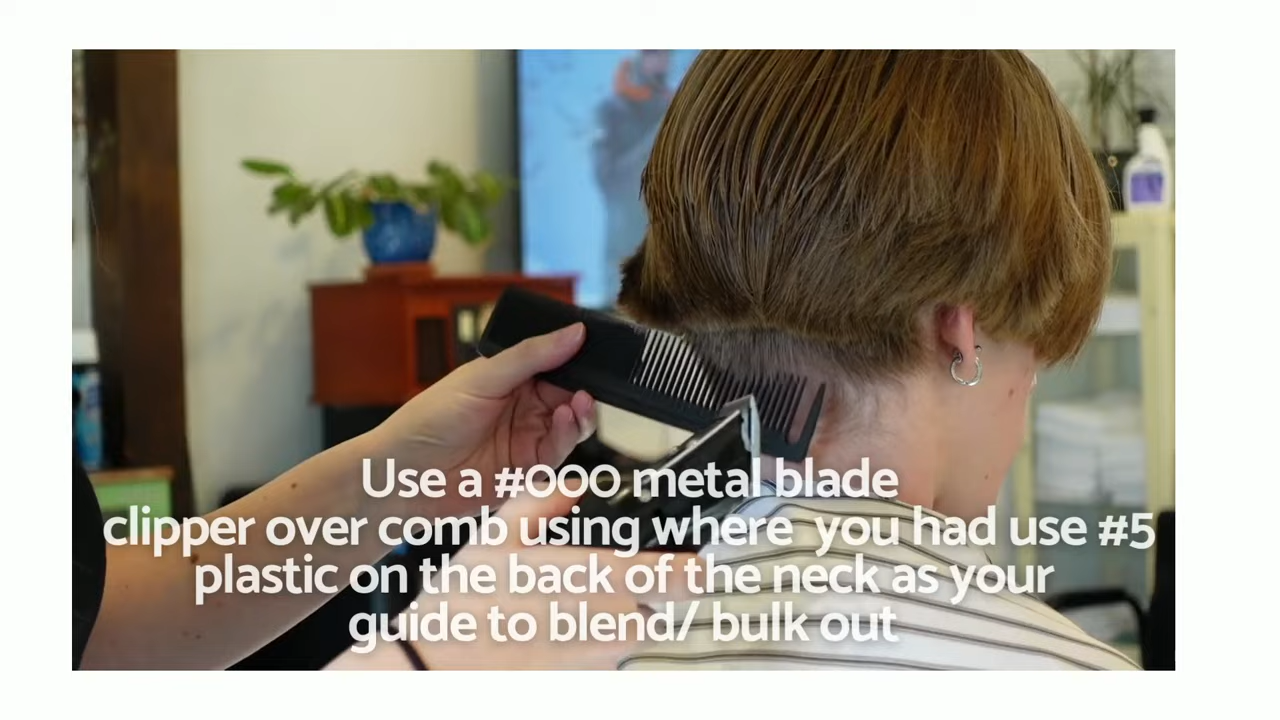 Use a #000 metal blade
clipper over comb using where  you had use #5
plastic on the back of the neck as your
guide to blend/ bulk out